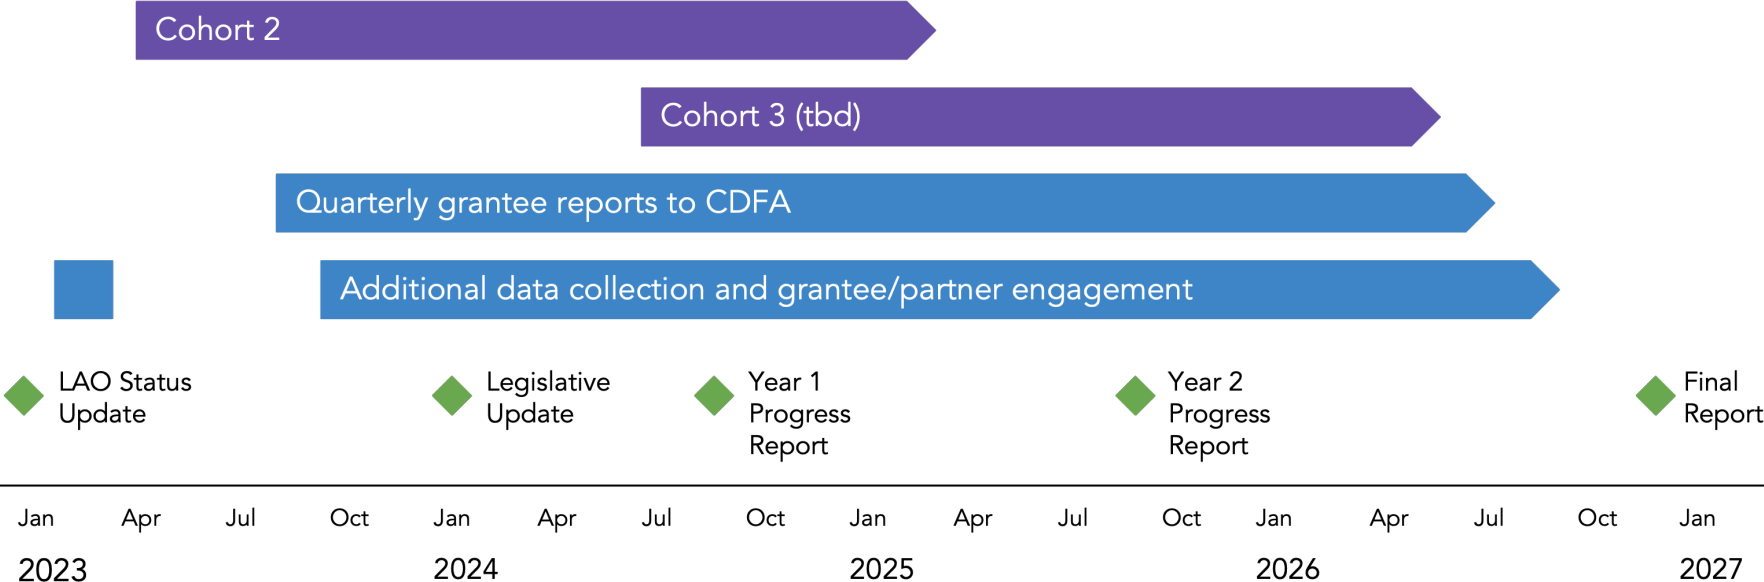 Cohort 2
Cohort 3 (tbd)
Quarterly grantee reports to CDFA
Additional data collection and grantee/partner engagement
LAO Status
Update
Legislative
Update
Year 1
Progress
Report
Year 2
Progress
Report
Final
Report
Jan Apr Jul Oct Jan Apr Jul Oct Jan Apr Jul Oct Jan Apr Jul Oct Jan
2023 2024 2025 2026 2027